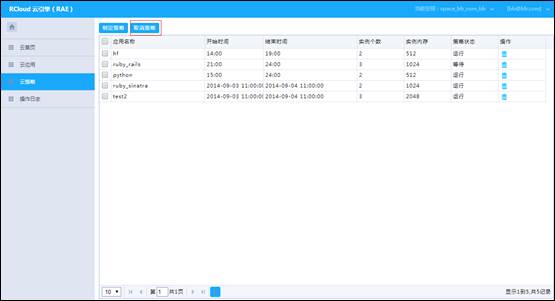 RCloud 云引擎（RAE）
当前空间：space_bhr_com_bhr
[bhr@bhr.com]
云首页
云应用
云策略
操作日志
制定策略 取消策略
应用名称 开始时间 结束时间 实例个数 实例内存 策略状态 操作
hf 14:00 19:00 2 512 运行
ruby_rails 21:00 24:00 3 1024 等待
python 15:00 24:00 2 512 运行
ruby_sinatra 2014-09-03 11:00:00 2014-09-04 11:00:00 2 1024 运行
test2 2014-09-03 11:00:00 2014-09-04 11:00:00 3 2048 运行
10 第 1 共1页 显示1到5,共5记录